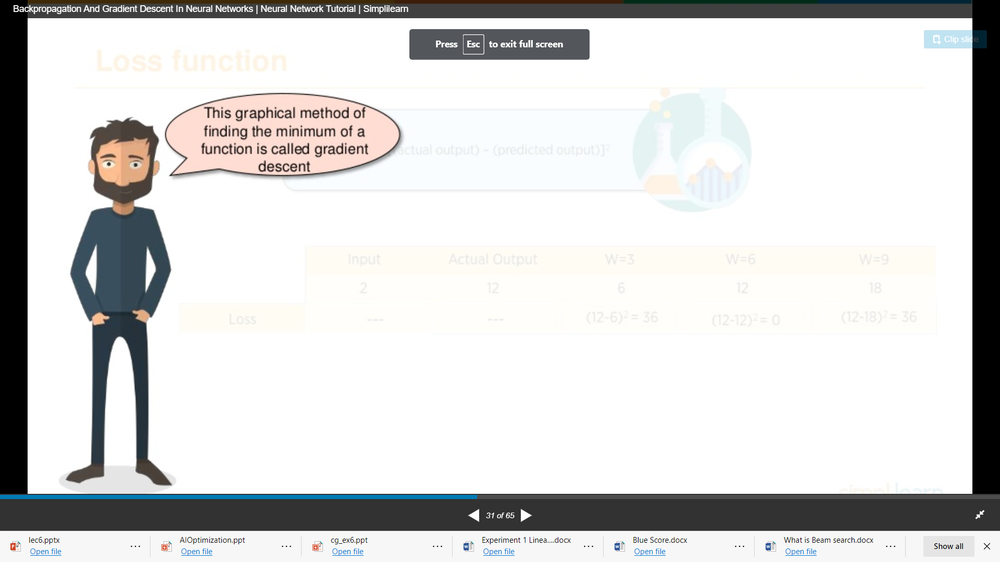 Backpropagation And Gradient Descent In Neural Networks | Neural Network Tutorial | Simplilearn
Press Esc to exit full screen
Clip slide
Loss function
This graphical method of
finding the minimum of a
function is called gradient
descent
(actual output) – (predicted output)]²
Input Actual Output W=3 W=6 W=9
2 12 6 12 18
Loss --- --- (12-6)² = 36 (12-12)² = 0 (12-18)² = 36
simplilearn
31 of 65
lec6.pptx
Open file
AIOptimization.ppt
Open file
cg_ex6.ppt
Open file
Experiment 1 Linea....docx
Open file
Blue Score.docx
Open file
What is Beam search.docx
Open file
Show all